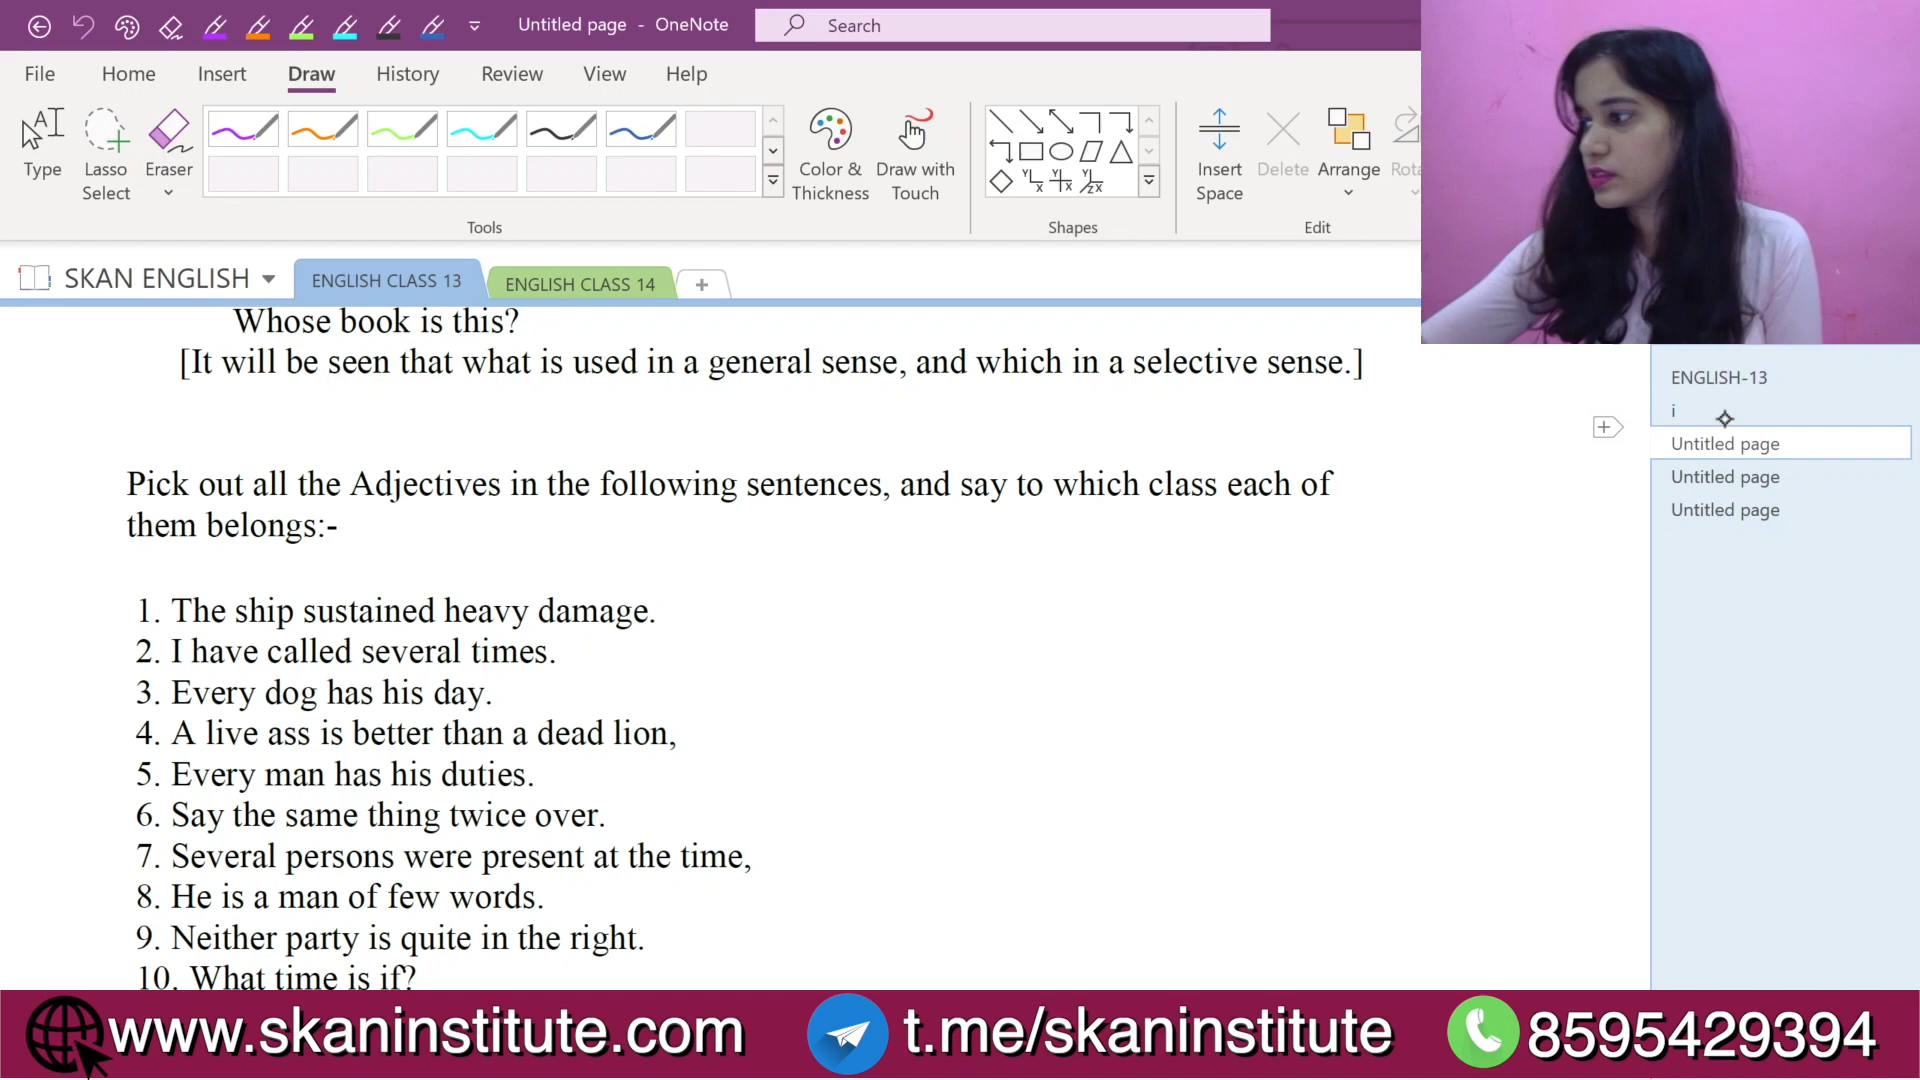 Untitled page - OneNote
Search
File Home Insert Draw History Review View Help
Type
Lasso Select
Eraser
Color & Thickness
Draw with Touch
Insert Space
Delete
Arrange
Rota
Tools
Shapes
Edit
SKAN ENGLISH
ENGLISH CLASS 13
ENGLISH CLASS 14
Whose book is this?
[It will be seen that what is used in a general sense, and which in a selective sense.]
Pick out all the Adjectives in the following sentences, and say to which class each of
them belongs:-
1. The ship sustained heavy damage.
2. I have called several times.
3. Every dog has his day.
4. A live ass is better than a dead lion,
5. Every man has his duties.
6. Say the same thing twice over.
7. Several persons were present at the time,
8. He is a man of few words.
9. Neither party is quite in the right.
10. What time is if?
ENGLISH-13
i
Untitled page
Untitled page
Untitled page
www.skaninstitute.com
t.me/skaninstitute
8595429394